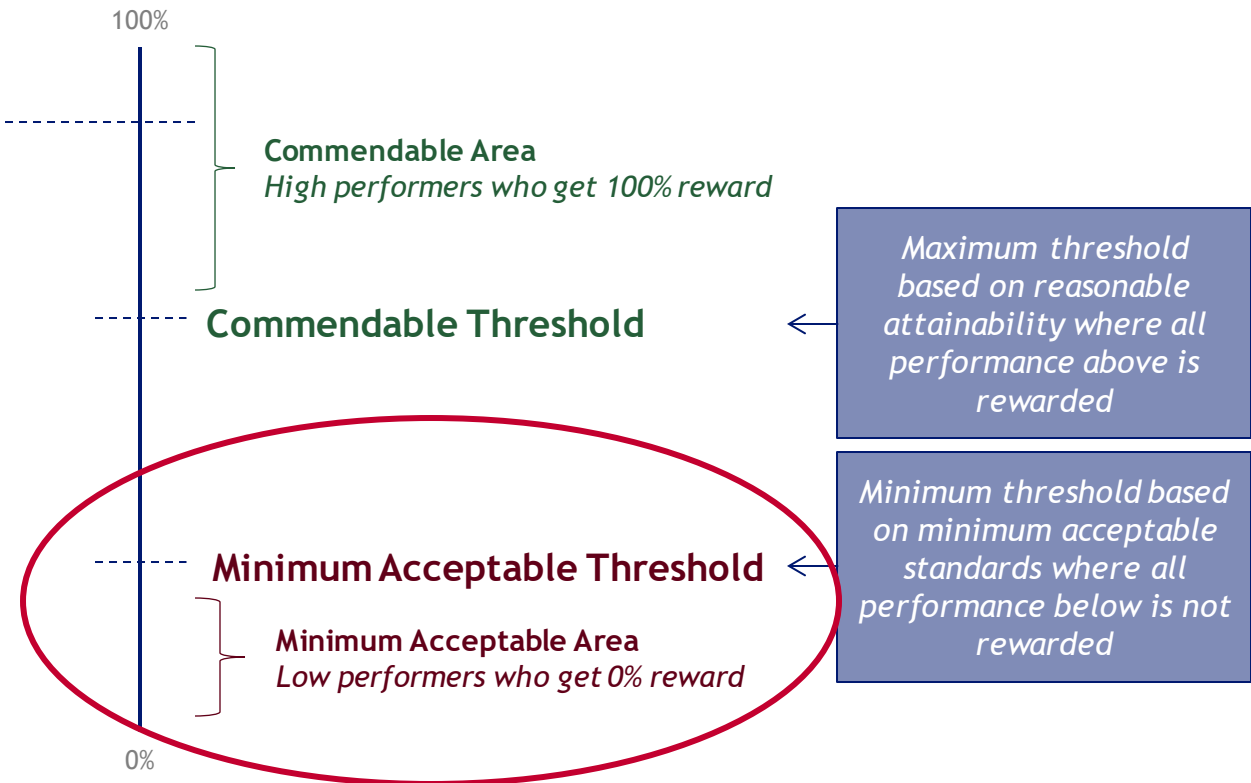 100%
Commendable Area
High performers who get 100% reward
Maximum threshold
based on reasonable
attainability where all
performance above is
rewarded
Commendable Threshold
Minimum threshold based
on minimum acceptable
standards where all
performance below is not
rewarded
Minimum Acceptable Threshold
Minimum Acceptable Area
Low performers who get 0% reward
0%